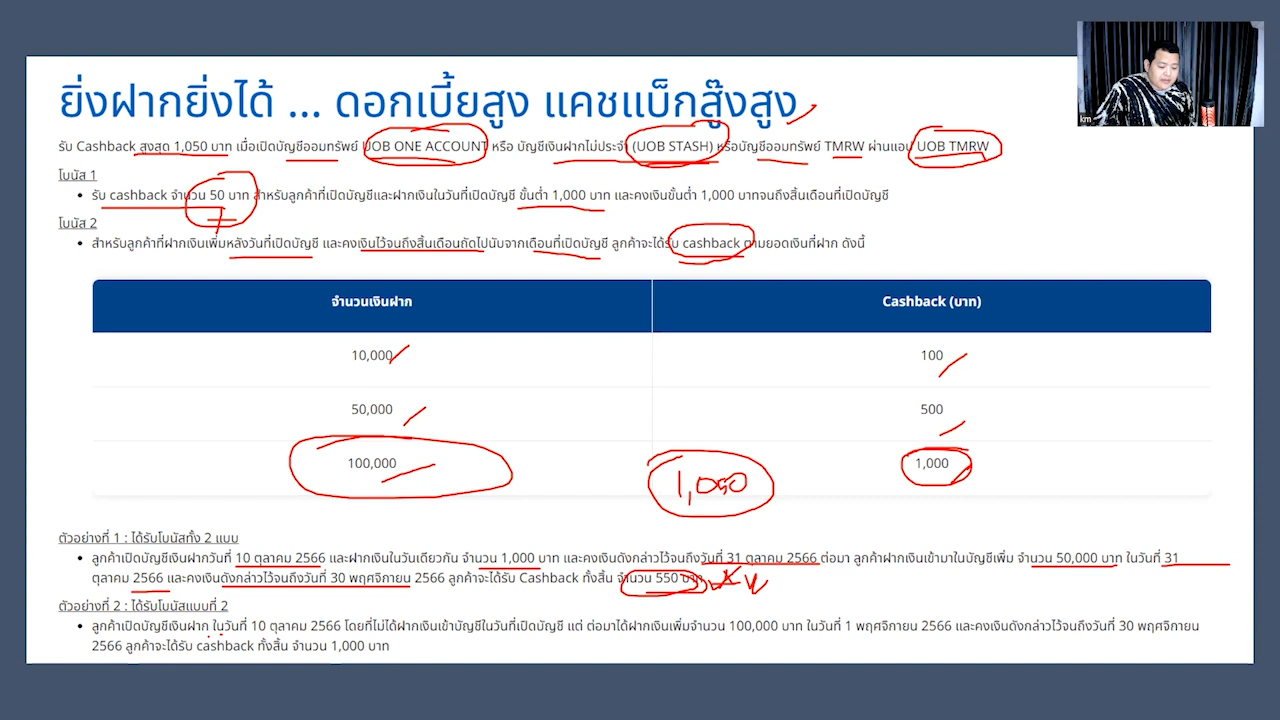 ยิ่งฝากยิ่งได้ ... ดอกเบี้ยสูง แคชแบ็กสู๊งสูง
km
รับ Cashback สูงสุด 1,050 บาท เมื่อเปิดบัญชีออมทรัพย์ UOB ONE ACCOUNT หรือ บัญชีเงินฝากไม่ประจำ (UOB STASH) หรือบัญชีออมทรัพย์ TMRW ผ่านแอป UOB TMRW
โบนัส 1
• รับ cashback จำนวน 50 บาท สำหรับลูกค้าที่เปิดบัญชีและฝากเงินในวันที่เปิดบัญชี ขั้นต่ำ 1,000 บาท และคงเงินขั้นต่ำ 1,000 บาทจนถึงสิ้นเดือนที่เปิดบัญชี
โบนัส 2
• สำหรับลูกค้าที่ฝากเงินเพิ่มหลังวันที่เปิดบัญชี และคงเงินไว้จนถึงสิ้นเดือนถัดไปนับจากเดือนที่เปิดบัญชี ลูกค้าจะได้รับ cashback ตามยอดเงินที่ฝาก ดังนี้
จำนวนเงินฝาก Cashback (บาท)
10,000 100
50,000 500
100,000 1,000
1,050
ตัวอย่างที่ 1 : ได้รับโบนัสทั้ง 2 แบบ
• ลูกค้าเปิดบัญชีเงินฝากวันที่ 10 ตุลาคม 2566 และฝากเงินในวันเดียวกัน จำนวน 1,000 บาท และคงเงินดังกล่าวไว้จนถึงวันที่ 31 ตุลาคม 2566 ต่อมา ลูกค้าฝากเงินเข้ามาในบัญชีเพิ่ม จำนวน 50,000 บาท ในวันที่ 31
ตุลาคม 2566 และคงเงินดังกล่าวไว้จนถึงวันที่ 30 พฤศจิกายน 2566 ลูกค้าจะได้รับ Cashback ทั้งสิ้น จำนวน 550 บาท
ตัวอย่างที่ 2 : ได้รับโบนัสแบบที่ 2
• ลูกค้าเปิดบัญชีเงินฝาก ในวันที่ 10 ตุลาคม 2566 โดยที่ไม่ได้ฝากเงินเข้าบัญชีในวันที่เปิดบัญชี แต่ ต่อมาได้ฝากเงินเพิ่มจำนวน 100,000 บาท ในวันที่ 1 พฤศจิกายน 2566 และคงเงินดังกล่าวไว้จนถึงวันที่ 30 พฤศจิกายน
2566 ลูกค้าจะได้รับ cashback ทั้งสิ้น จำนวน 1,000 บาท